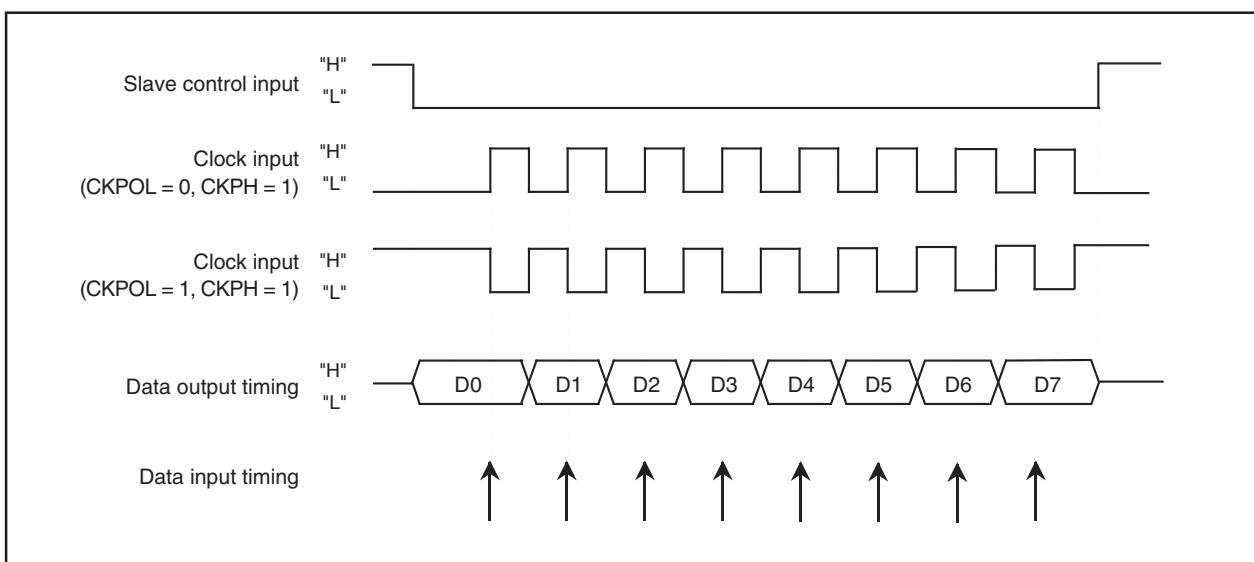 Slave control input
"H"
"L"
Clock input
(CKPOL = 0, CKPH = 1)
"H"
"L"
Clock input
(CKPOL = 1, CKPH = 1)
"H"
"L"
Data output timing
"H"
"L"
D0 D1 D2 D3 D4 D5 D6 D7
Data input timing